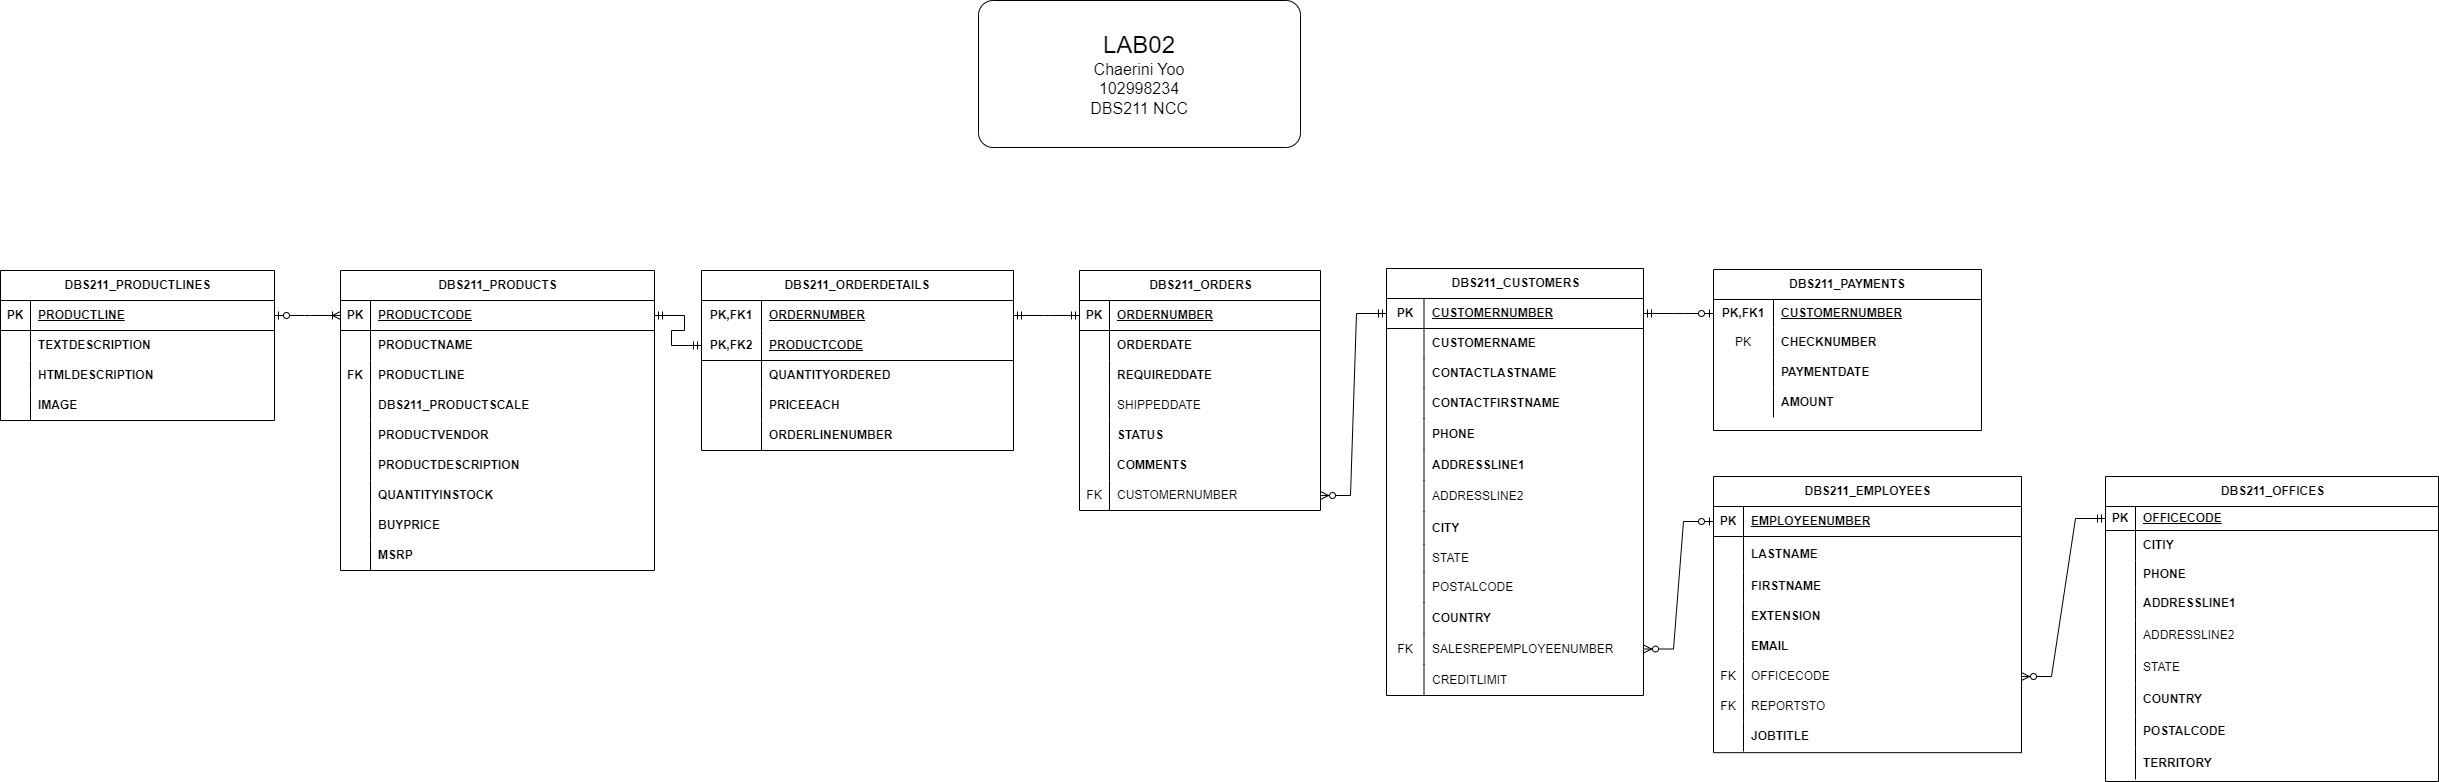 LAB02
Chaerini Yoo
102998234
DBS211 NCC
DBS211_PRODUCTLINES
PK PRODUCTLINE
TEXTDESCRIPTION
HTMLDESCRIPTION
IMAGE
DBS211_PRODUCTS
PK PRODUCTCODE
PRODUCTNAME
FK PRODUCTLINE
DBS211_PRODUCTSCALE
PRODUCTVENDOR
PRODUCTDESCRIPTION
QUANTITYINSTOCK
BUYPRICE
MSRP
DBS211_ORDERDETAILS
PK,FK1 ORDERNUMBER
PK,FK2 PRODUCTCODE
QUANTITYORDERED
PRICEEACH
ORDERLINENUMBER
DBS211_ORDERS
PK ORDERNUMBER
ORDERDATE
REQUIREDDATE
SHIPPEDDATE
STATUS
COMMENTS
FK CUSTOMERNUMBER
DBS211_CUSTOMERS
PK CUSTOMERNUMBER
CUSTOMERNAME
CONTACTLASTNAME
CONTACTFIRSTNAME
PHONE
ADDRESSLINE1
ADDRESSLINE2
CITY
STATE
POSTALCODE
COUNTRY
FK SALESREPEMPLOYEENUMBER
CREDITLIMIT
DBS211_PAYMENTS
PK,FK1 CUSTOMERNUMBER
PK CHECKNUMBER
PAYMENTDATE
AMOUNT
DBS211_EMPLOYEES
PK EMPLOYEENUMBER
LASTNAME
FIRSTNAME
EXTENSION
EMAIL
FK OFFICECODE
FK REPORTSTO
JOBTITLE
DBS211_OFFICES
PK OFFICECODE
CITIY
PHONE
ADDRESSLINE1
ADDRESSLINE2
STATE
COUNTRY
POSTALCODE
TERRITORY